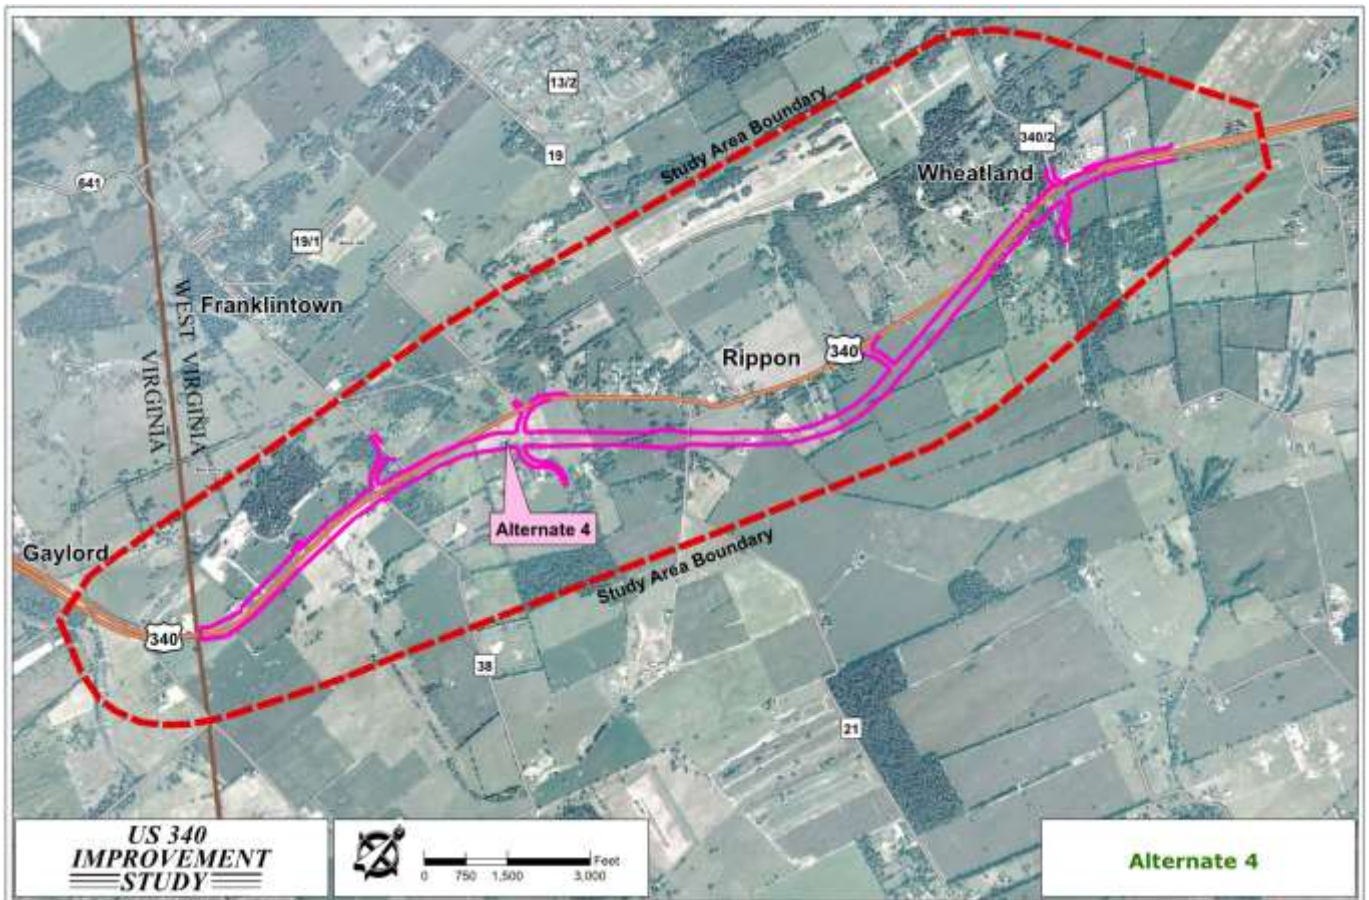 13/2
19
Study Area Boundary
340/2
Wheatland
641
19/1
Franklintown
WEST VIRGINIA
VIRGINIA
Rippon
340
Alternate 4
Gaylord
Study Area Boundary
340
38
21
US 340
IMPROVEMENT
STUDY
Feet
0 750 1,500 3,000
Alternate 4